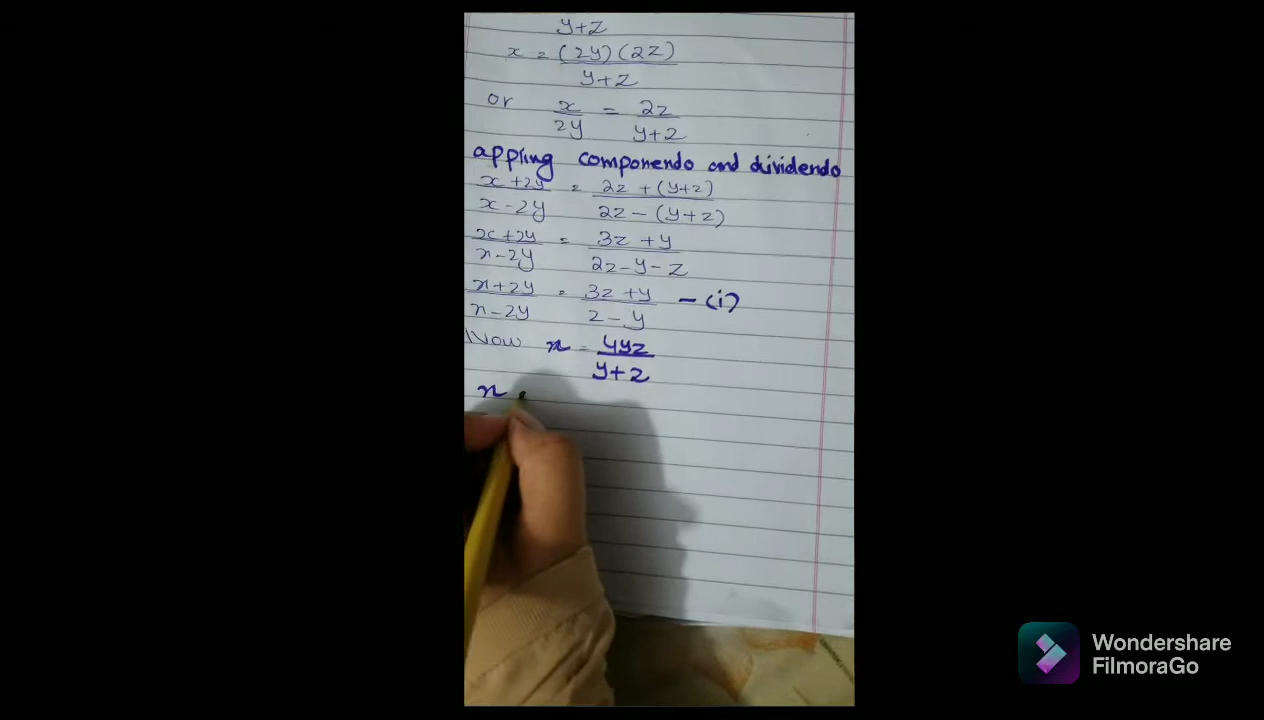 y+z
x = (2y)(2z)
y+z
or x = 2z
2y y+z
appling componendo and dividendo
x+2y = 2z+(y+z)
x-2y 2z-(y+z)
x+2y = 3z+y
x-2y 2z-y-z
x+2y = 3z+y -(i)
x-2y z-y
Now x = 4yz
y+z
x
Wondershare
FilmoraGo